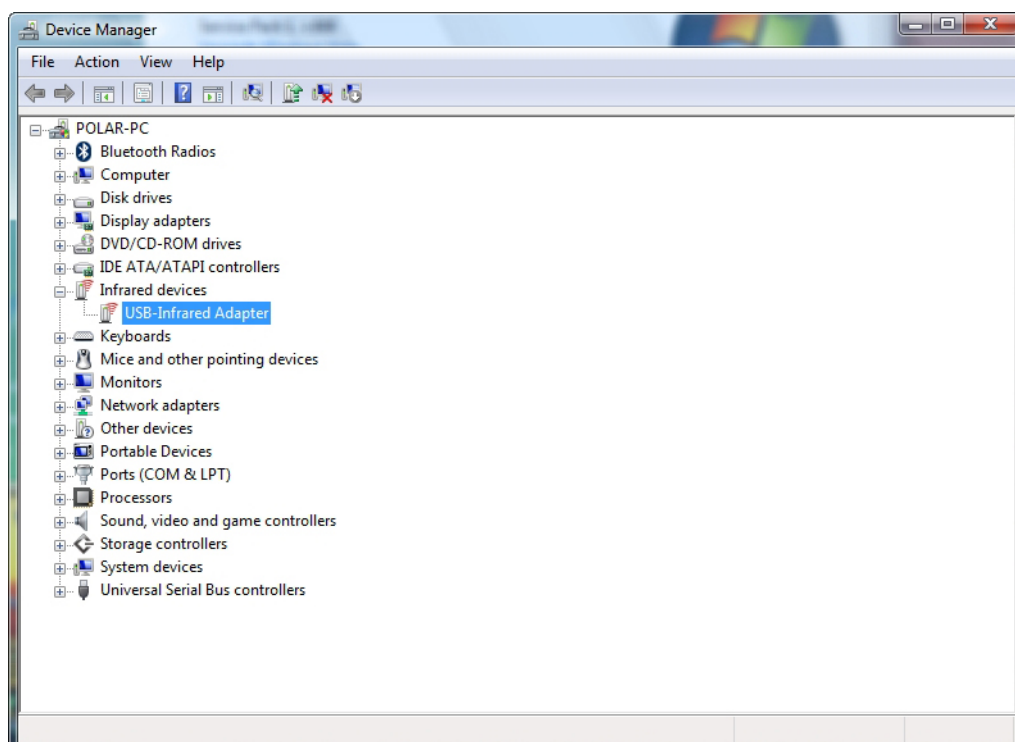 Device Manager
File Action View Help
POLAR-PC
Bluetooth Radios
Computer
Disk drives
Display adapters
DVD/CD-ROM drives
IDE ATA/ATAPI controllers
Infrared devices
USB-Infrared Adapter
Keyboards
Mice and other pointing devices
Monitors
Network adapters
Other devices
Portable Devices
Ports (COM & LPT)
Processors
Sound, video and game controllers
Storage controllers
System devices
Universal Serial Bus controllers